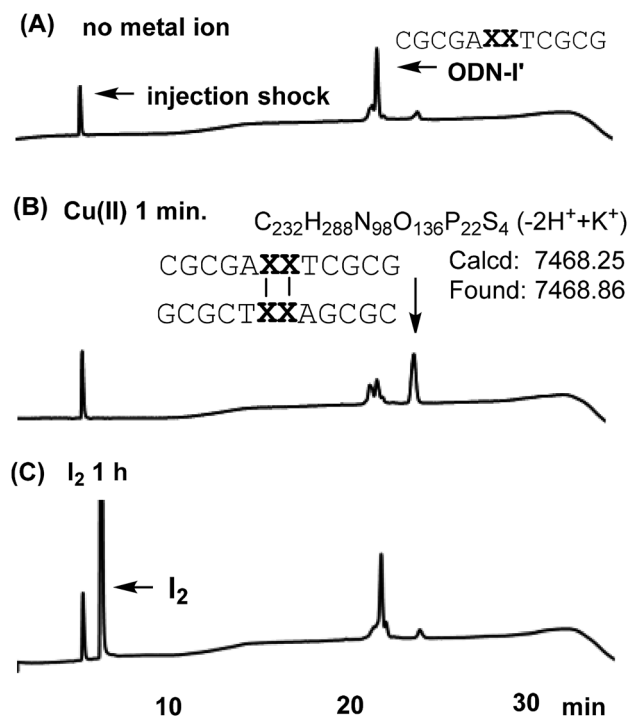 (A) no metal ion
CGCGAXXTCGCG
ODN-I'
injection shock
(B) Cu(II) 1 min.
C232H288N98O136P22S4 (-2H⁺+K⁺)
CGCGAXXTCGCG
Calcd: 7468.25
Found: 7468.86
GCGCTXXAGCGC
(C) I2 1 h
I2
10 20 30 min